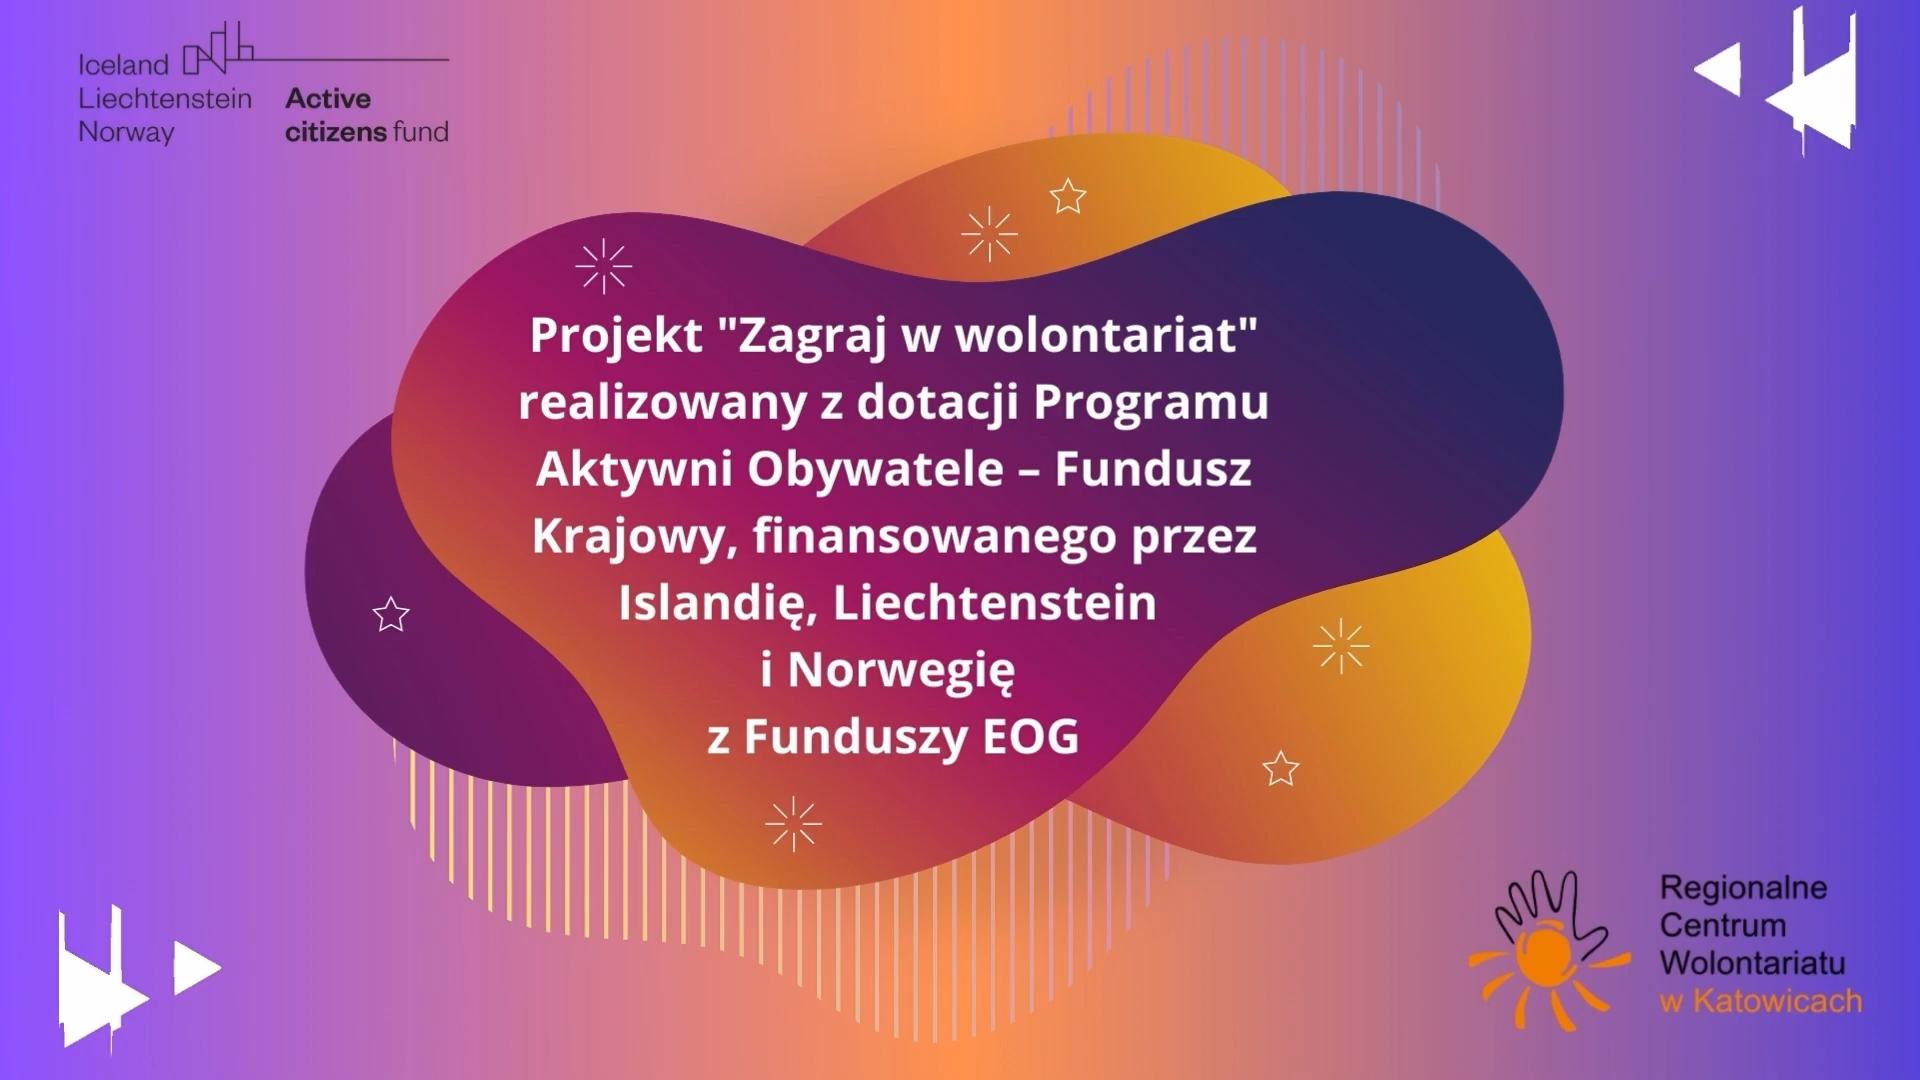 Iceland
Liechtenstein
Norway
Active
citizens fund
Projekt "Zagraj w wolontariat"
realizowany z dotacji Programu
Aktywni Obywatele – Fundusz
Krajowy, finansowanego przez
Islandię, Liechtenstein
i Norwegię
z Funduszy EOG
Regionalne
Centrum
Wolontariatu
w Katowicach